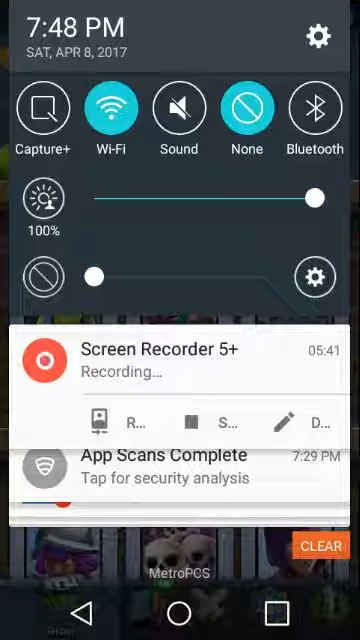 7:48 PM
SAT, APR 8, 2017
Capture+ Wi-Fi Sound None Bluetooth
100%
Screen Recorder 5+ 05:41
Recording...
R... S... D...
App Scans Complete 7:29 PM
Tap for security analysis
CLEAR
MetroPCS